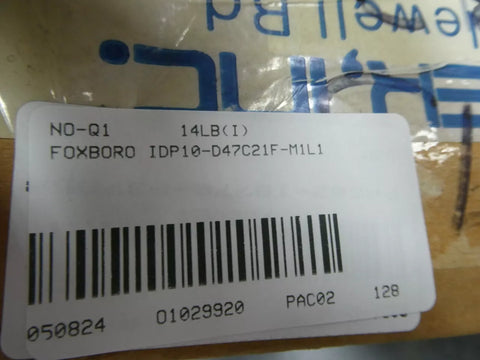 NO-Q1 14LB(I)
FOXBORO IDP10-D47C21F-M1L1
050824 01029920 PAC02 128